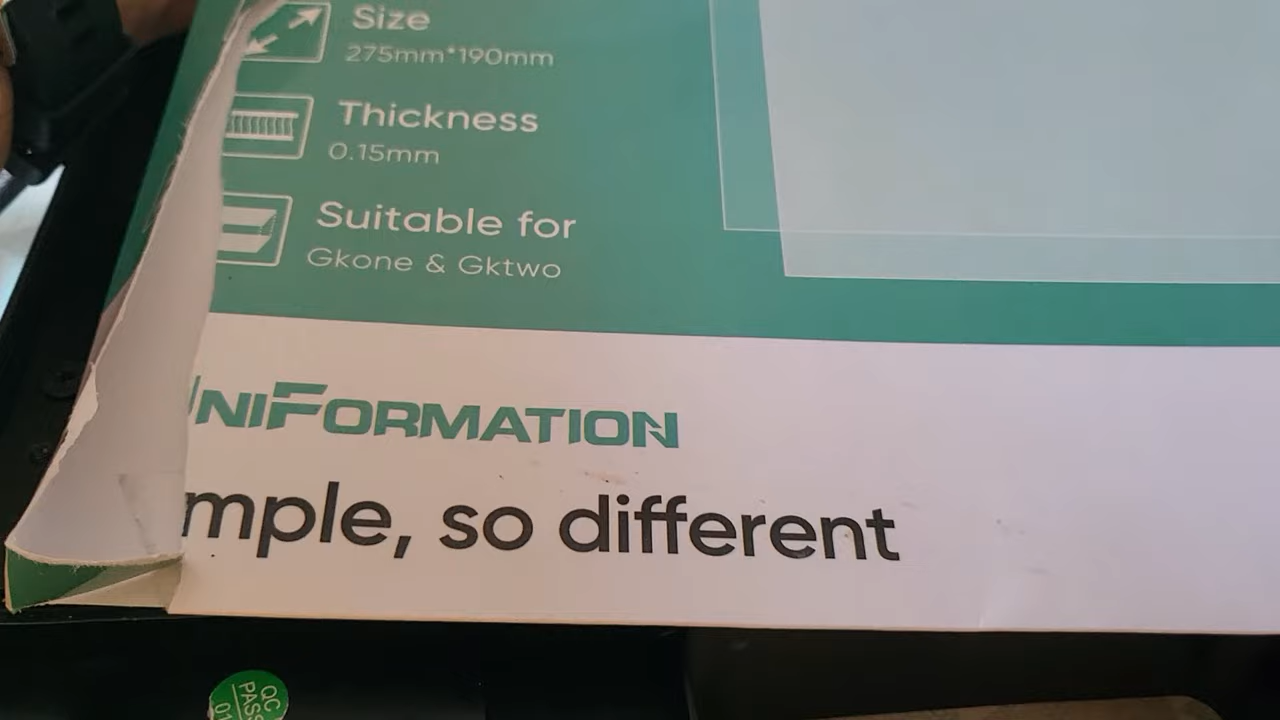 Size
275mm*190mm
Thickness
0.15mm
Suitable for
Gkone & Gktwo
UNIFORMATION
mple, so different
QC
PASS